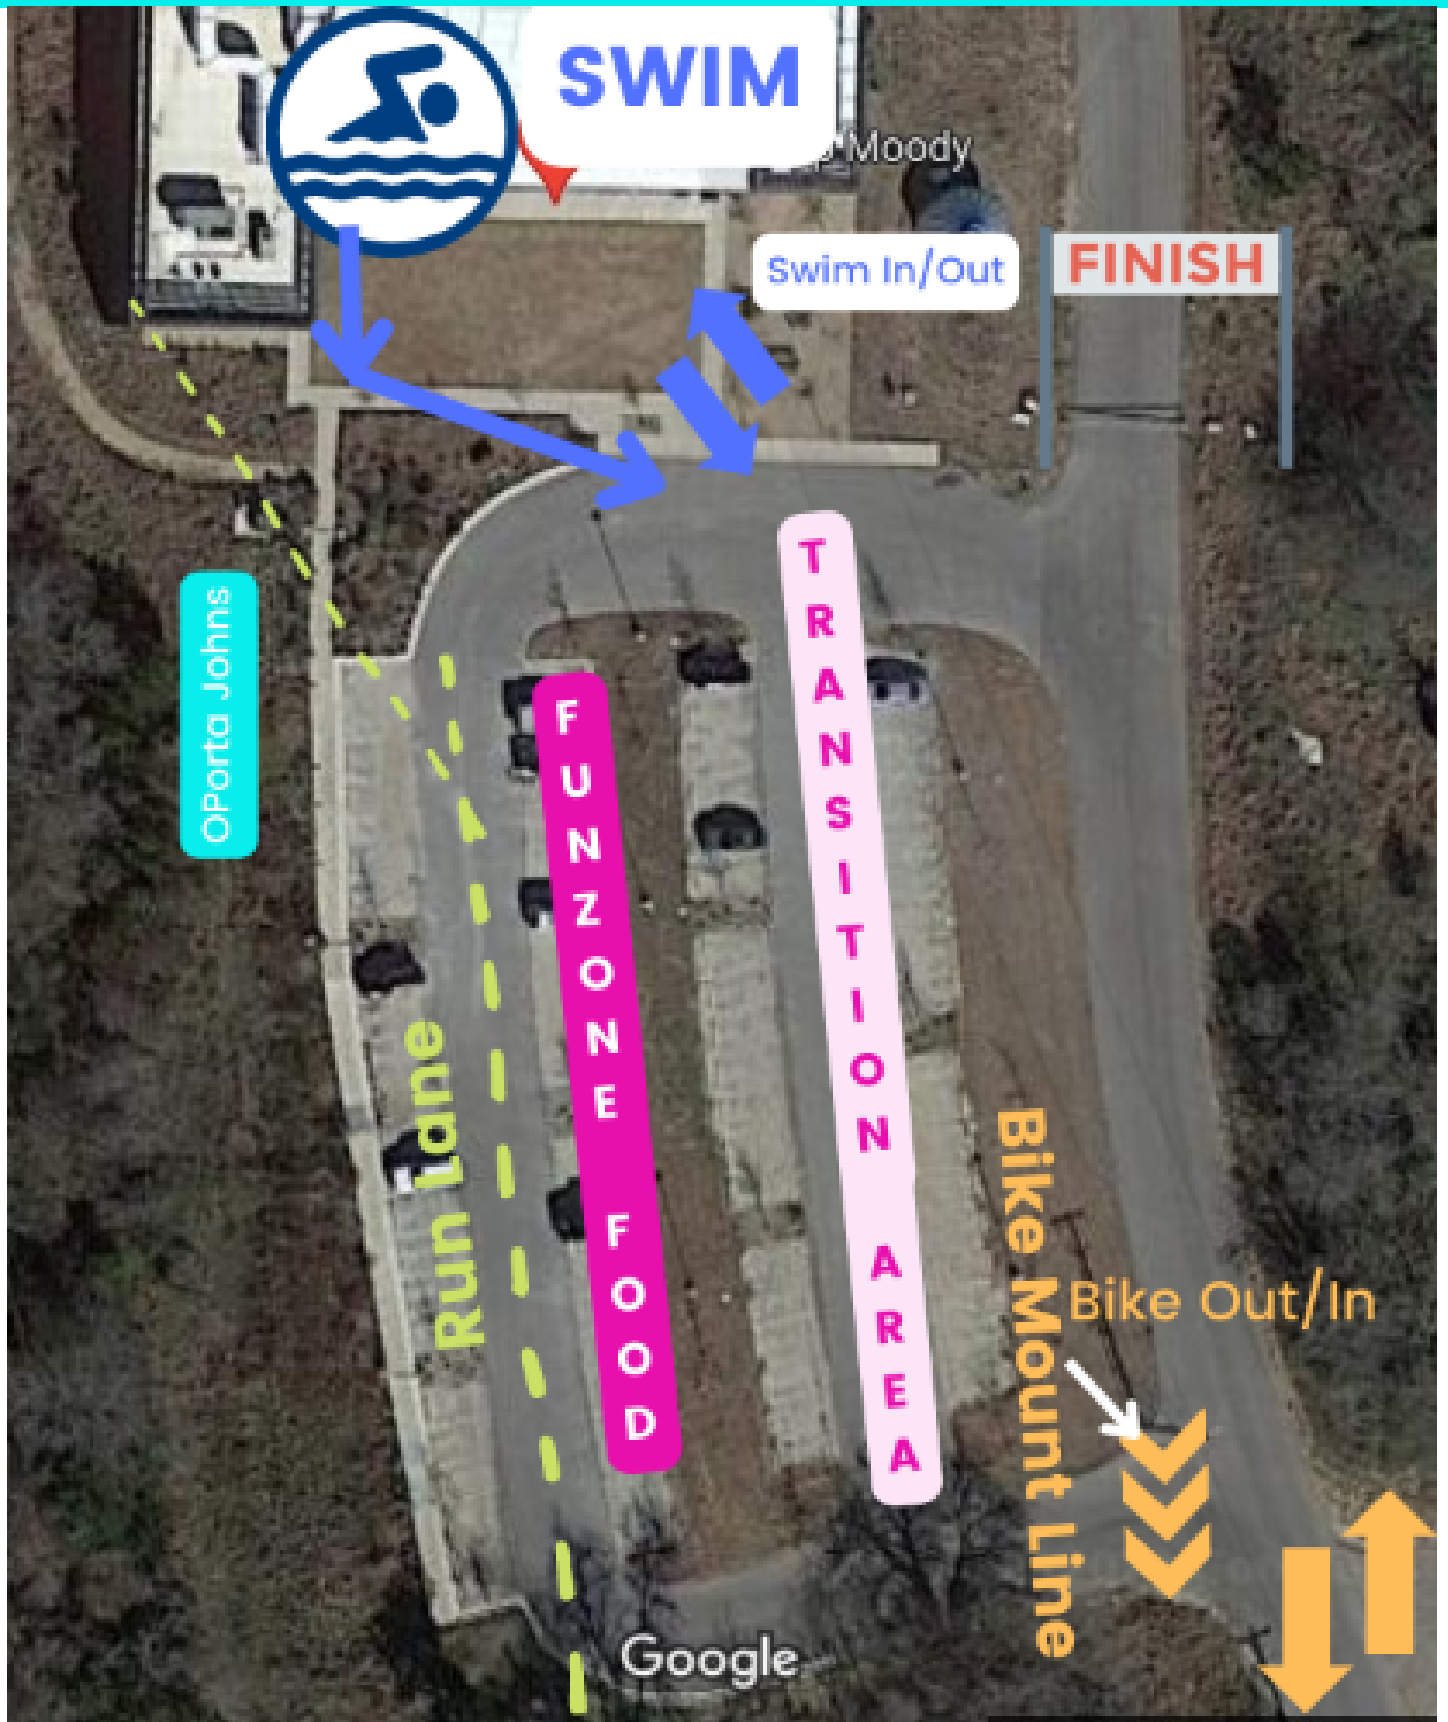 SWIM
Moody
Swim In/Out
FINISH
OPorta Johns
TRANSITION AREA
FUNZONE FOOD
Run Lane
Bike Mount Line
Bike Out/In
Google